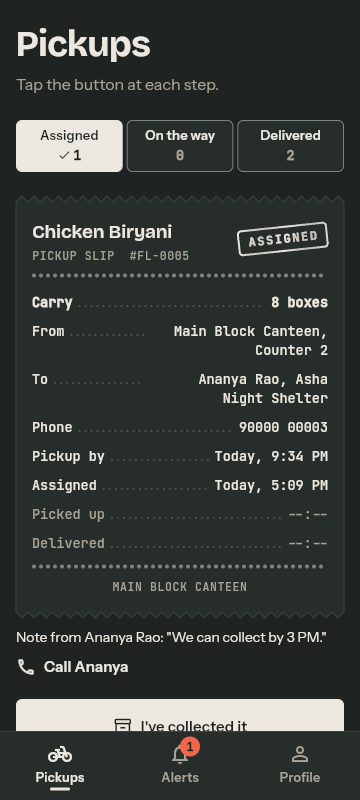 Pickups
Tap the button at each step.
Assigned
✓ 1
On the way
0
Delivered
2
Chicken Biryani
PICKUP SLIP #FL-0005
ASSIGNED
Carry 8 boxes
From Main Block Canteen,
Counter 2
To Ananya Rao, Asha
Night Shelter
Phone 90000 00003
Pickup by Today, 9:34 PM
Assigned Today, 5:09 PM
Picked up --:--
Delivered --:--
MAIN BLOCK CANTEEN
Note from Ananya Rao: "We can collect by 3 PM."
Call Ananya
I've collected it
1
Pickups
Alerts
Profile